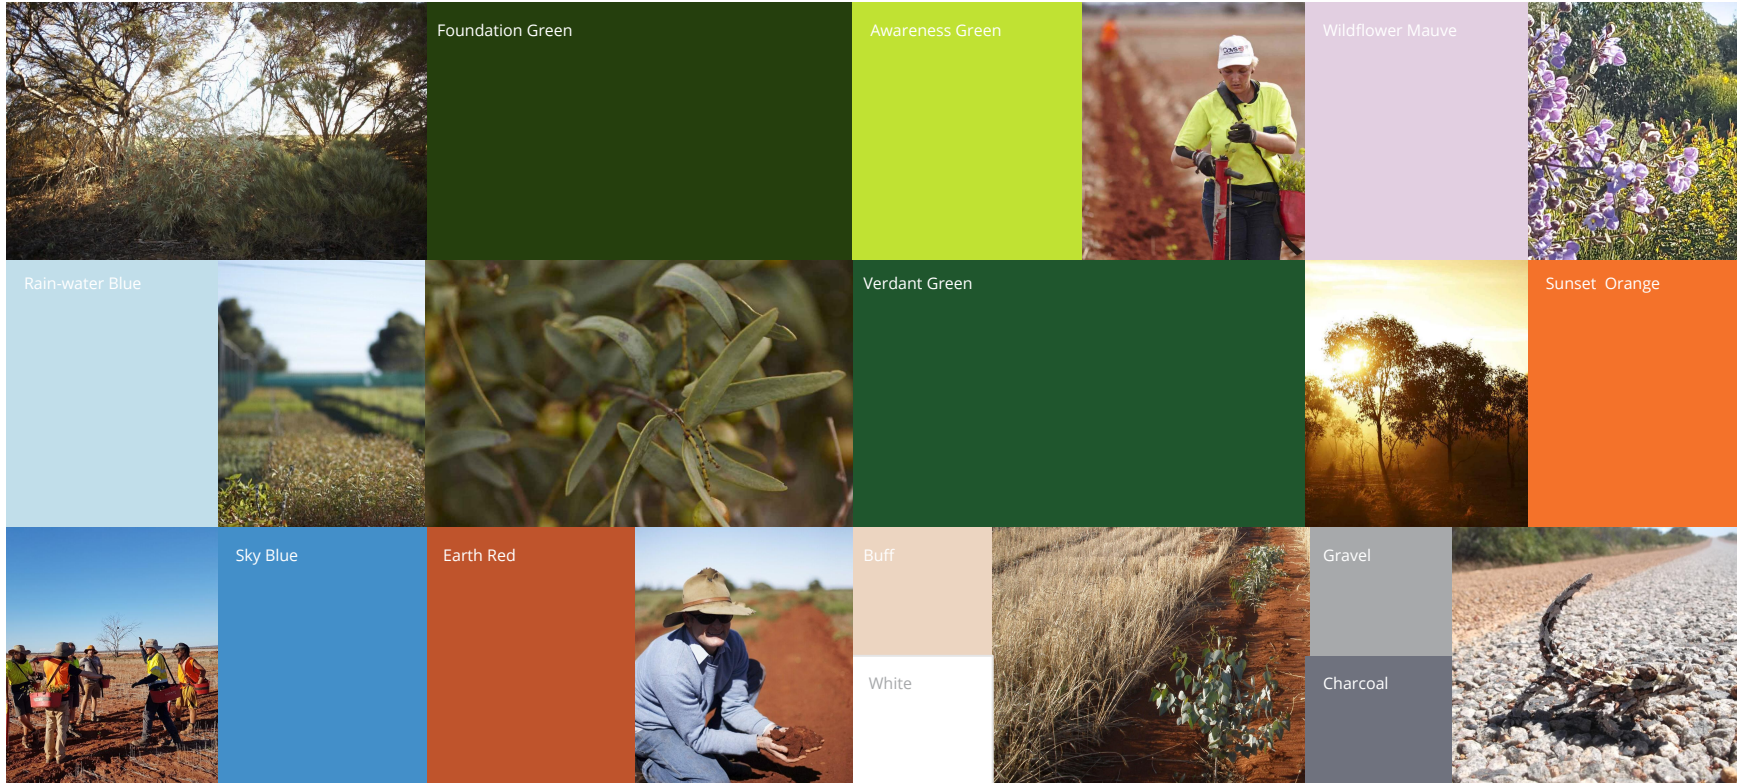 Foundation Green
Awareness Green
Wildflower Mauve
Rain-water Blue
Verdant Green
Sunset  Orange
Sky Blue
Earth Red
Buff
Gravel
White
Charcoal